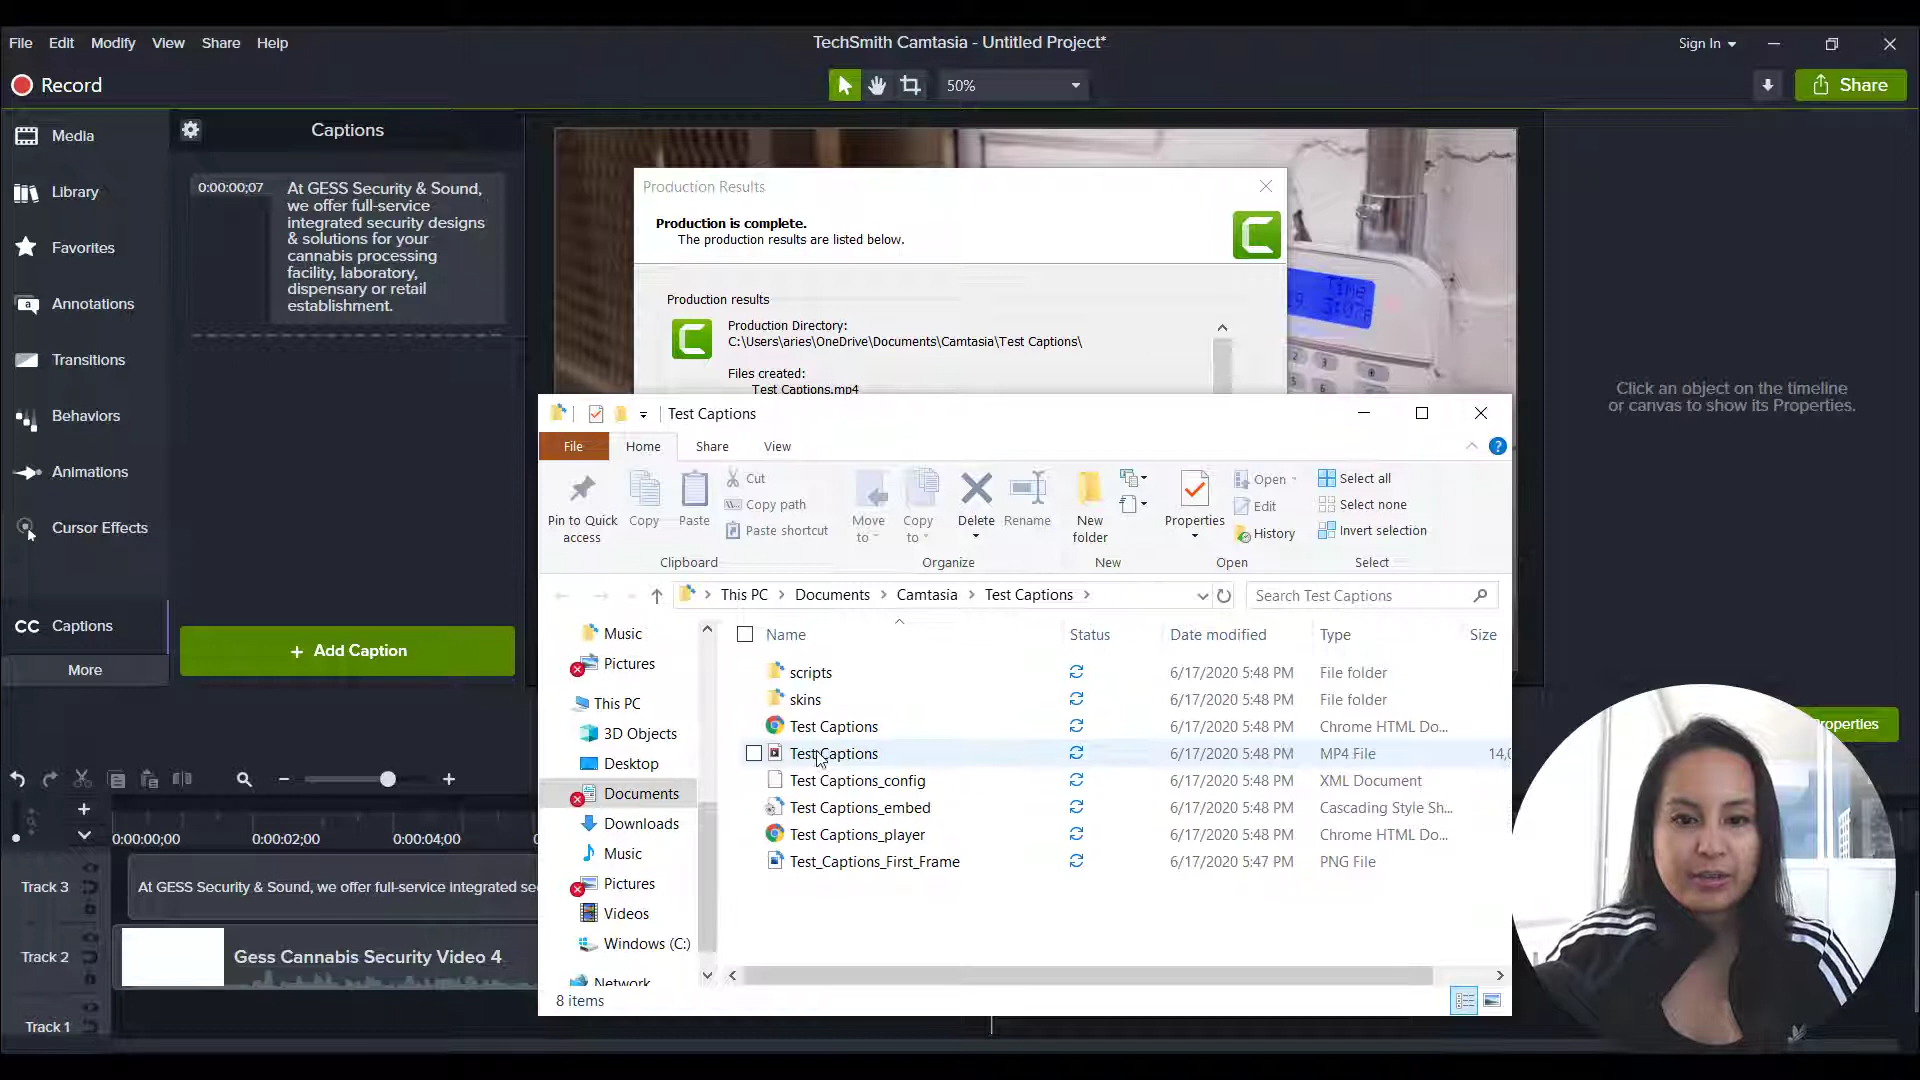 File Edit Modify View Share Help
TechSmith Camtasia - Untitled Project*
Sign In
Record
50%
Share
Media
Library
Favorites
Annotations
Transitions
Behaviors
Animations
Cursor Effects
CC Captions
More
Captions
0:00:00;07
At GESS Security & Sound,
we offer full-service
integrated security designs
& solutions for your
cannabis processing
facility, laboratory,
dispensary or retail
establishment.
+ Add Caption
Production Results
Production is complete.
The production results are listed below.
Production results
Production Directory:
C:\Users\aries\OneDrive\Documents\Camtasia\Test Captions\
Files created:
Test Captions.mp4
Click an object on the timeline
or canvas to show its Properties.
Test Captions
File Home Share View
Pin to Quick
access
Copy
Paste
Cut
Copy path
Paste shortcut
Clipboard
Move
to
Copy
to
Delete
Rename
Organize
New
folder
New
Properties
Open
Edit
History
Open
Select all
Select none
Invert selection
Select
This PC > Documents > Camtasia > Test Captions >
Search Test Captions
Music
Pictures
This PC
3D Objects
Desktop
Documents
Downloads
Music
Pictures
Videos
Windows (C:)
Network
Name Status Date modified Type Size
scripts 6/17/2020 5:48 PM File folder
skins 6/17/2020 5:48 PM File folder
Test Captions 6/17/2020 5:48 PM Chrome HTML Do...
Test Captions 6/17/2020 5:48 PM MP4 File 14,0
Test Captions_config 6/17/2020 5:48 PM XML Document
Test Captions_embed 6/17/2020 5:48 PM Cascading Style Sh...
Test Captions_player 6/17/2020 5:48 PM Chrome HTML Do...
Test_Captions_First_Frame 6/17/2020 5:47 PM PNG File
8 items
roperties
0:00:00;00 0:00:02;00 0:00:04;00
Track 3
At GESS Security & Sound, we offer full-service integrated se
Track 2
Gess Cannabis Security Video 4
Track 1